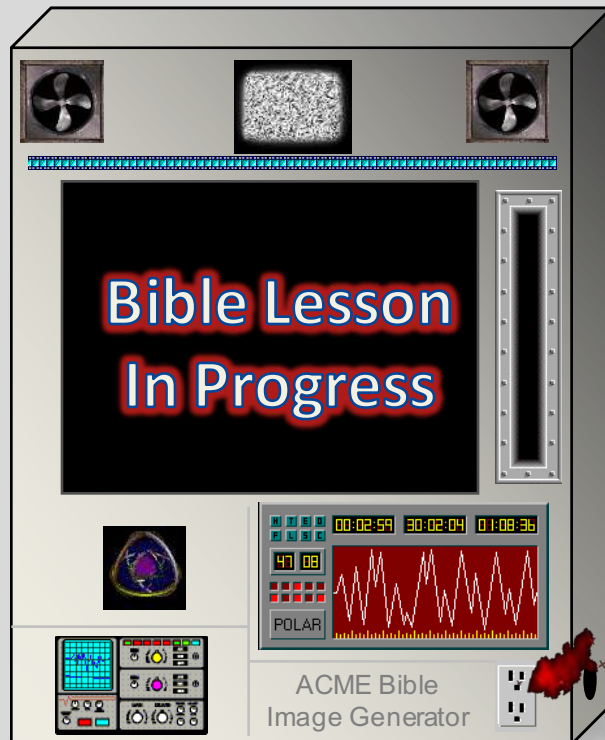 Bible Lesson
In Progress
H T E D
F L S C
00:02:59 30:02:04 01:08:36
47 08
POLAR
ACME Bible
Image Generator